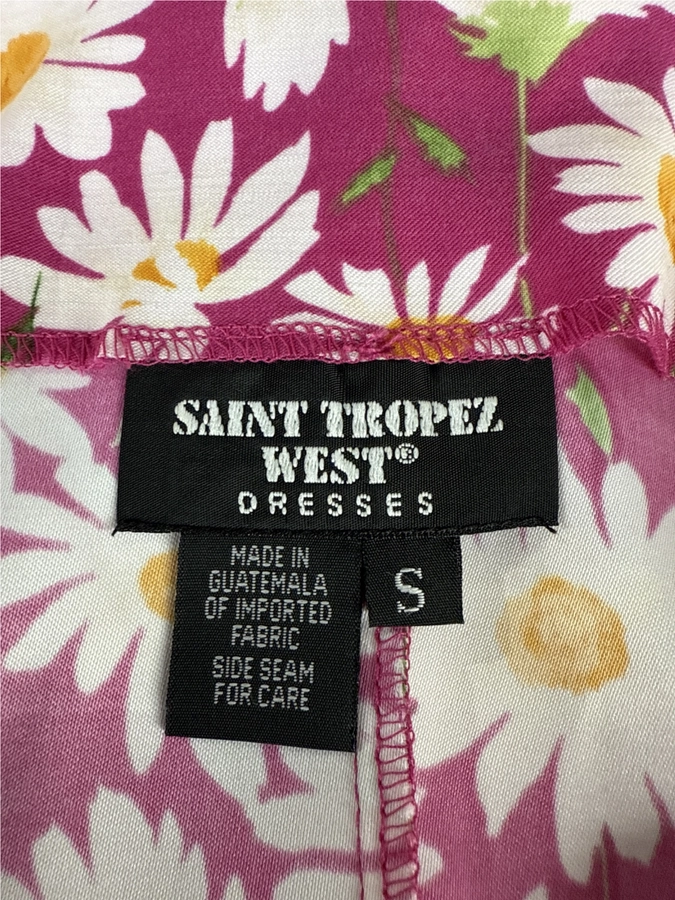 SAINT TROPEZ
WEST®
DRESSES
MADE IN
GUATEMALA
OF IMPORTED
FABRIC
SIDE SEAM
FOR CARE
S